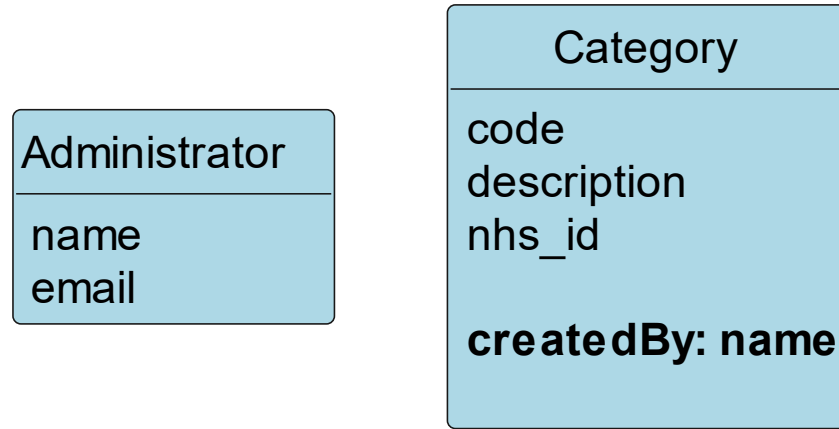 Administrator
name
email
Category
code
description
nhs_id
createdBy: name